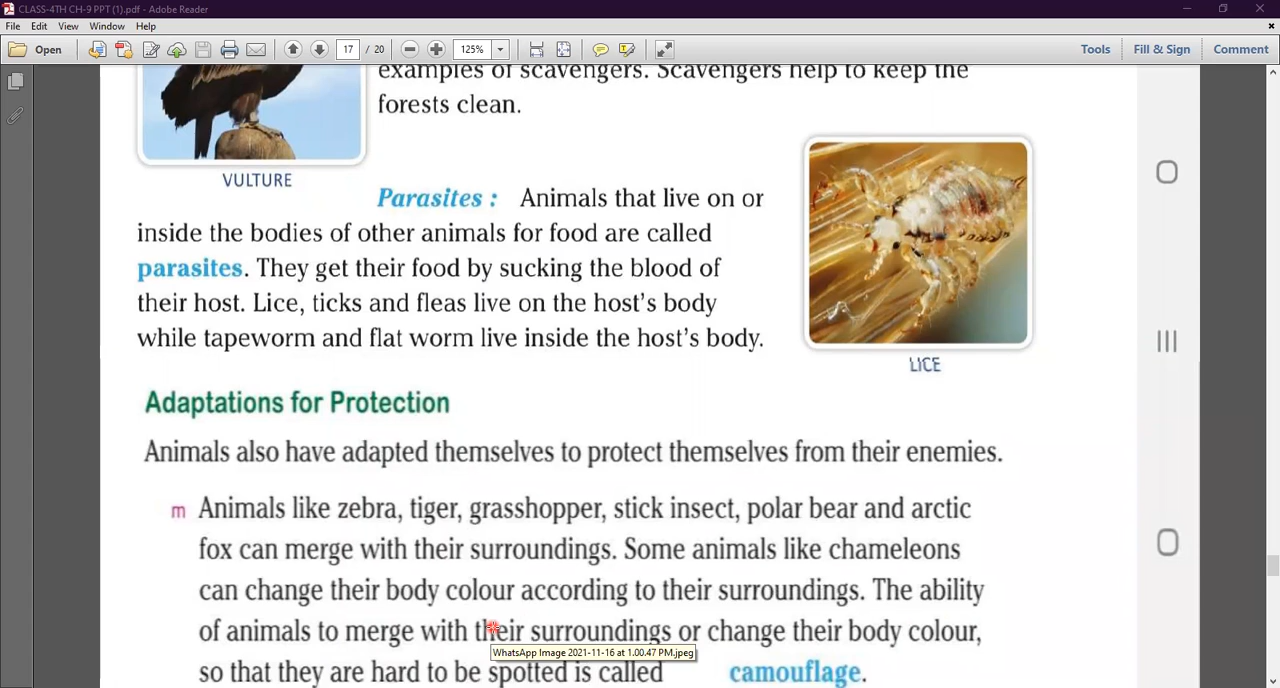 CLASS-4TH CH-9 PPT (1).pdf - Adobe Reader
File Edit View Window Help
Open 17 / 20 125% Tools Fill & Sign Comment
examples of scavengers. Scavengers help to keep the
forests clean.
VULTURE
Parasites : Animals that live on or
inside the bodies of other animals for food are called
parasites. They get their food by sucking the blood of
their host. Lice, ticks and fleas live on the host's body
while tapeworm and flat worm live inside the host's body.
LICE
Adaptations for Protection
Animals also have adapted themselves to protect themselves from their enemies.
m Animals like zebra, tiger, grasshopper, stick insect, polar bear and arctic
fox can merge with their surroundings. Some animals like chameleons
can change their body colour according to their surroundings. The ability
of animals to merge with their surroundings or change their body colour,
WhatsApp Image 2021-11-16 at 1.00.47 PM.jpeg
so that they are hard to be spotted is called camouflage.